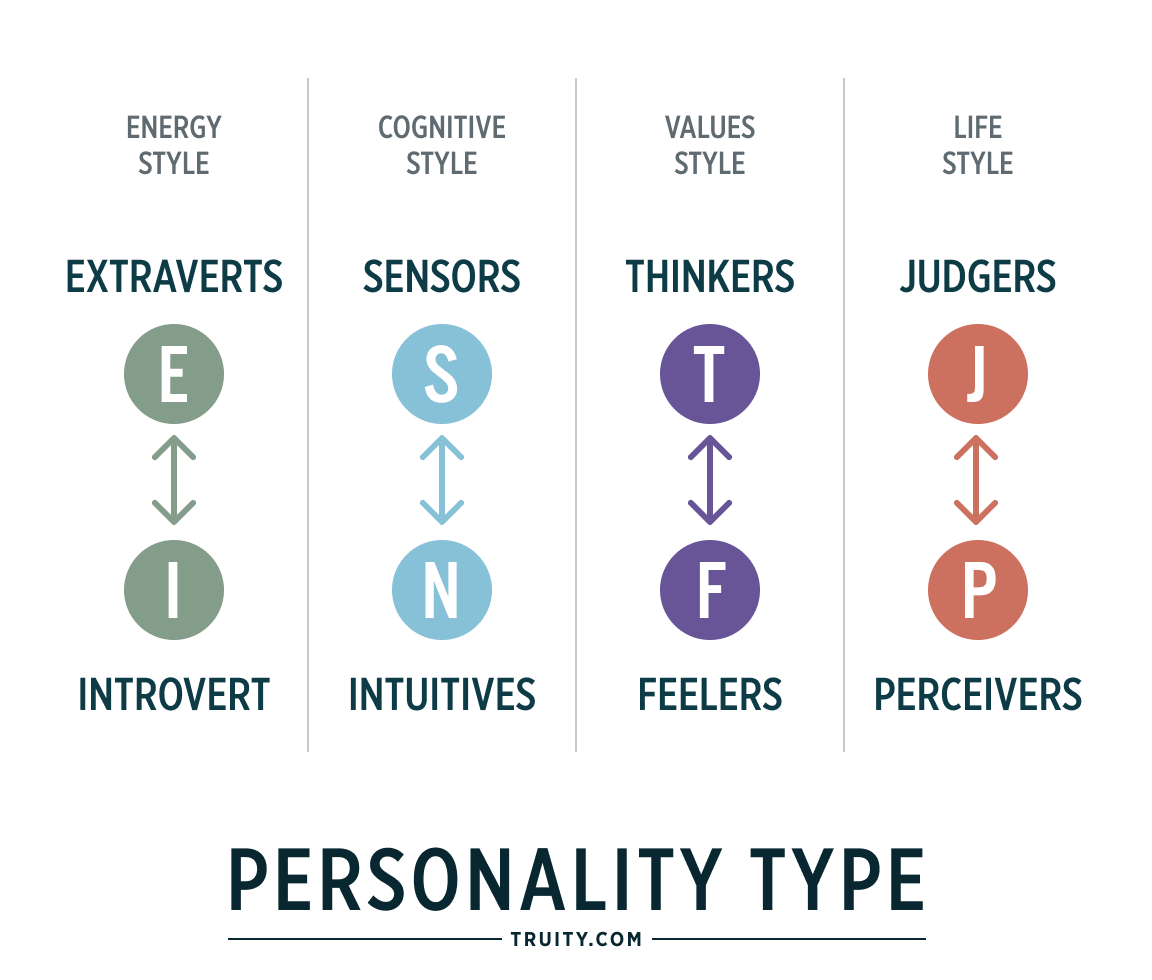 ENERGY
STYLE
EXTRAVERTS
E
I
INTROVERT
COGNITIVE
STYLE
SENSORS
S
N
INTUITIVES
VALUES
STYLE
THINKERS
T
F
FEELERS
LIFE
STYLE
JUDGERS
J
P
PERCEIVERS
PERSONALITY TYPE
TRUITY.COM